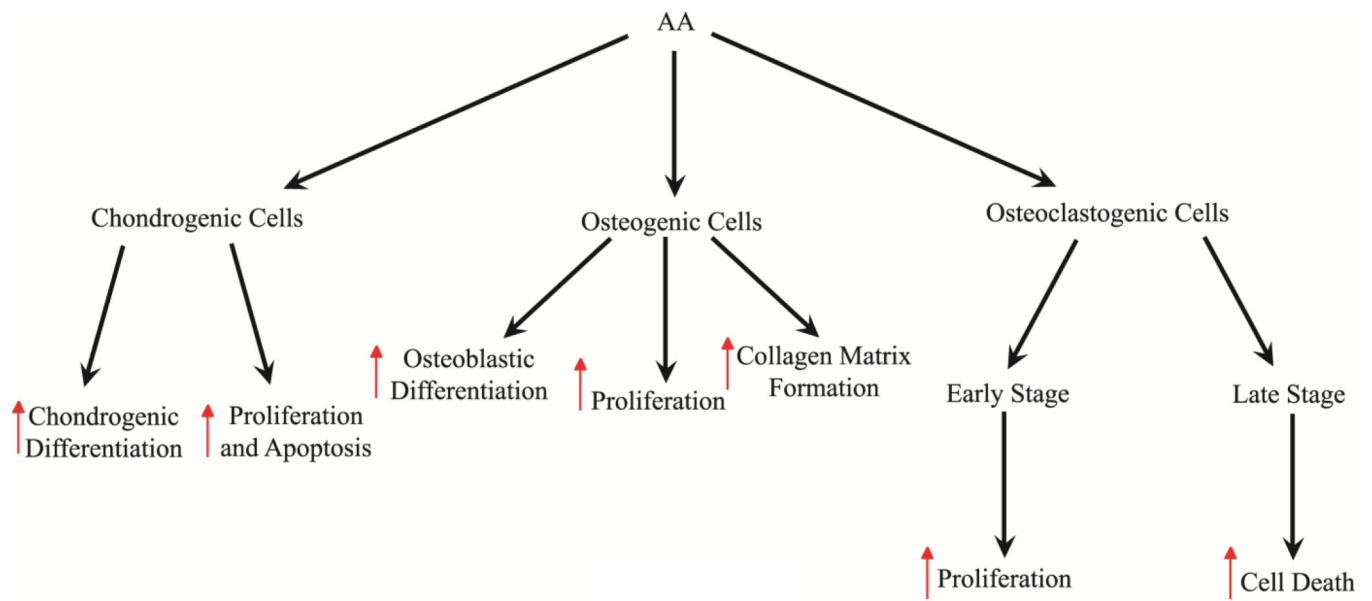 AA
Chondrogenic Cells
Osteogenic Cells
Osteoclastogenic Cells
Chondrogenic
Differentiation
Proliferation
and Apoptosis
Osteoblastic
Differentiation
Proliferation
Collagen Matrix
Formation
Early Stage
Late Stage
Proliferation
Cell Death